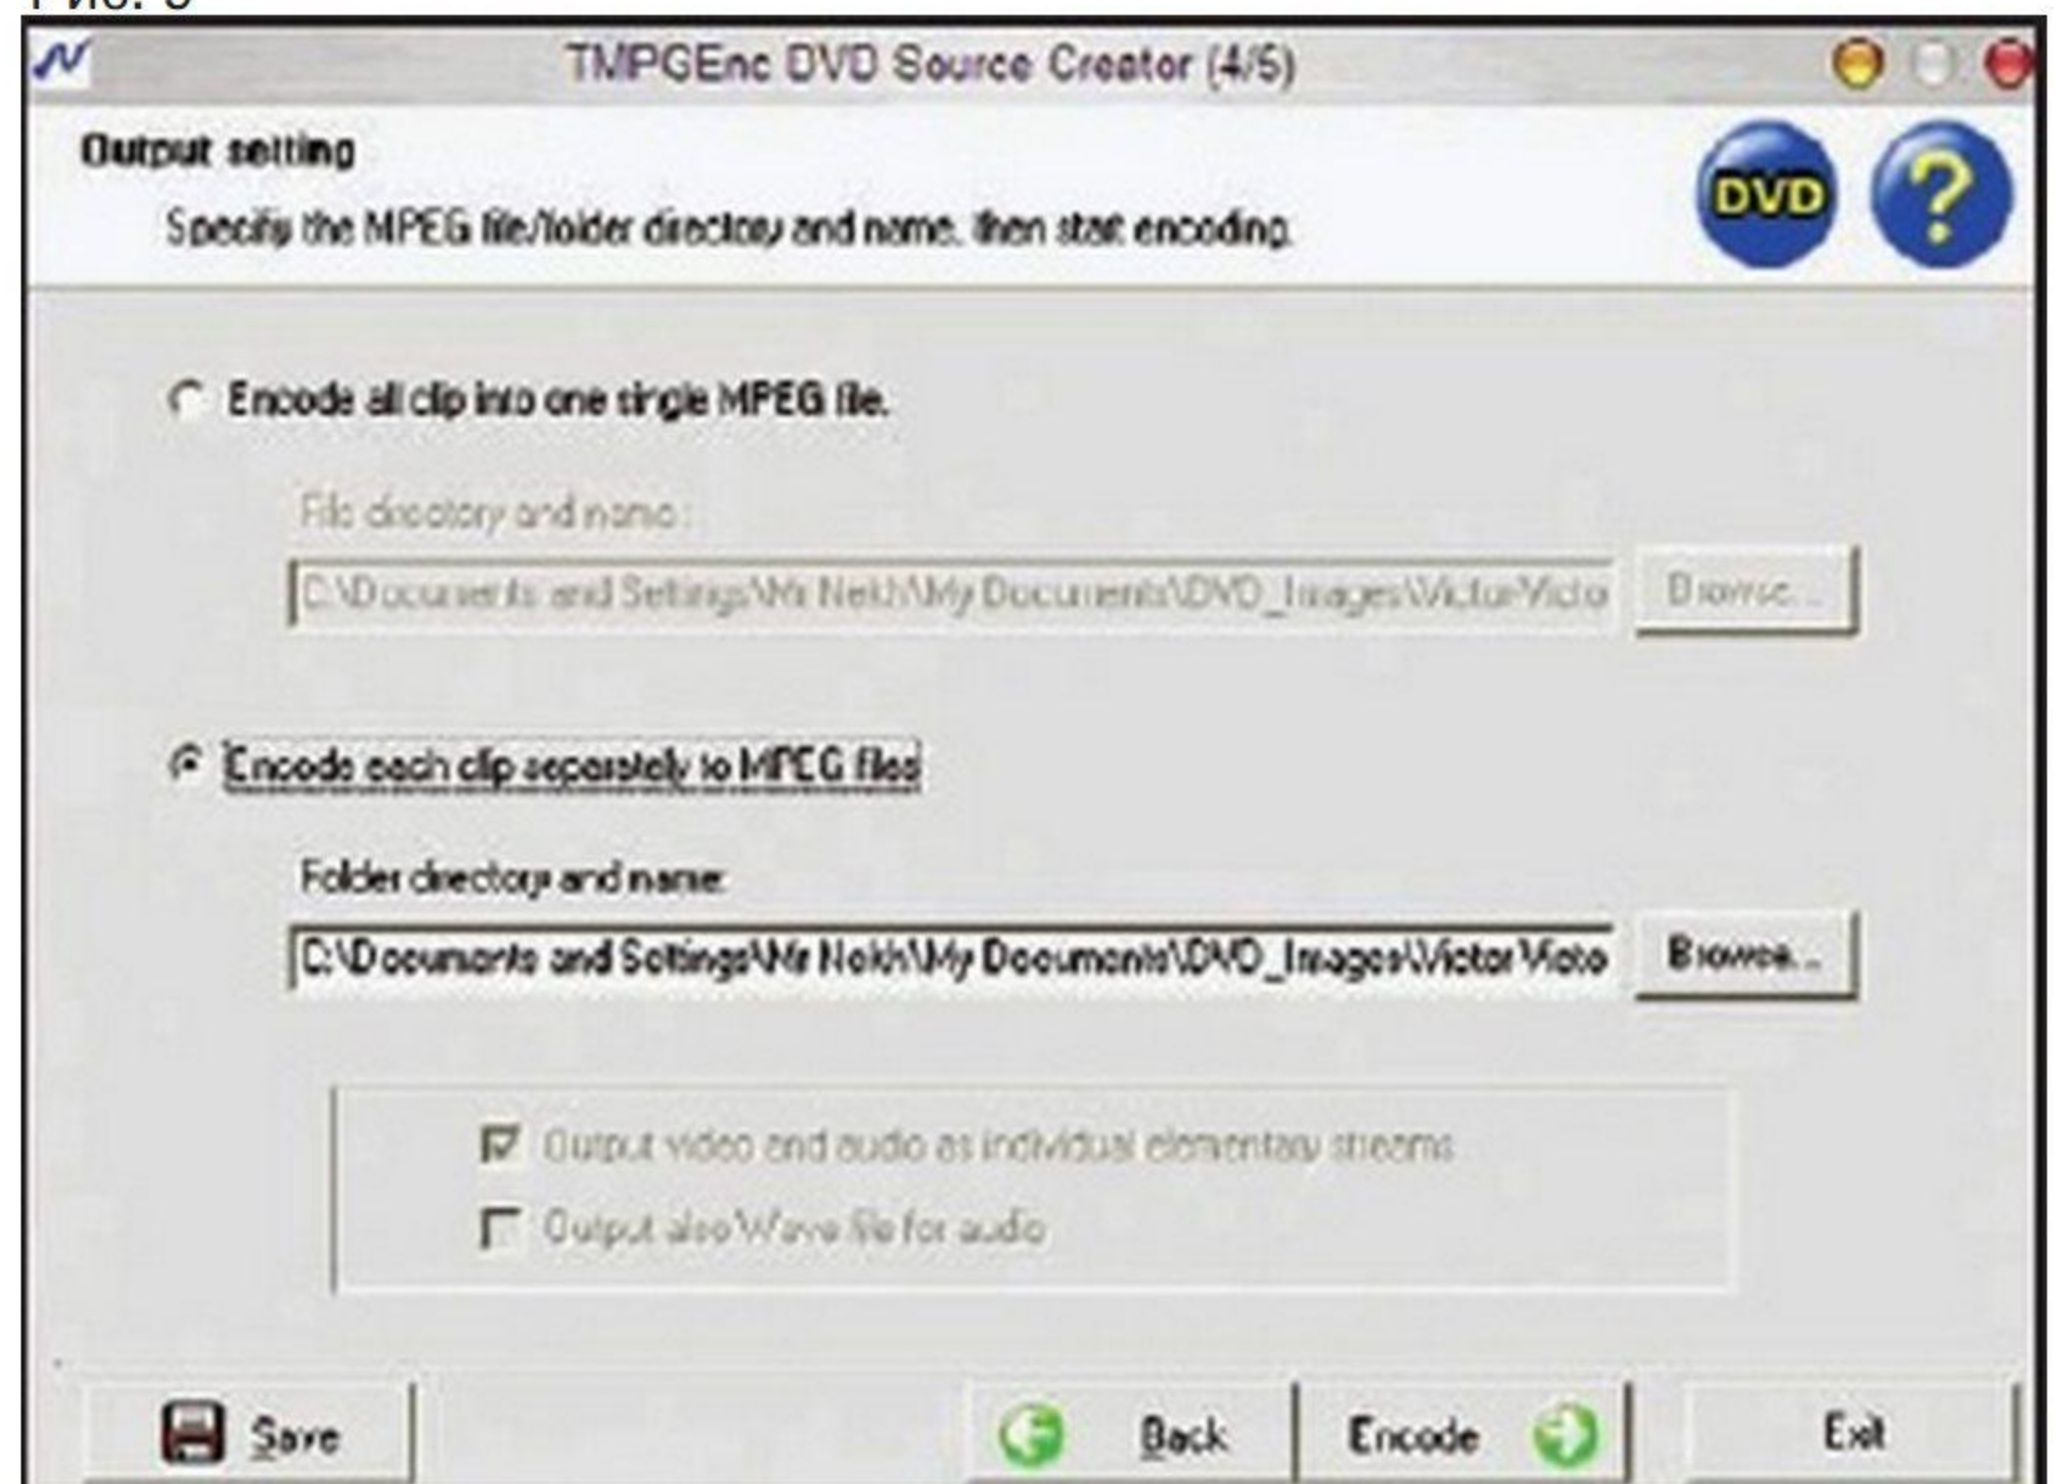 TMPGEnc DVD Source Creator (4/5)
Output setting
Specify the MPEG file/folder directory and name, then start encoding.
DVD ?
Encode all clip into one single MPEG file.
File directory and name:
C:\Documents and Settings\Mr Nekh\My Documents\DVD_Images\Victor Victo
Browse...
Encode each clip separately to MPEG files
Folder directory and name:
C:\Documents and Settings\Mr Nekh\My Documents\DVD_Images\Victor Victo
Browse...
Output video and audio as individual elementary streams
Output also Wave file for audio
Save
Back
Encode
Exit